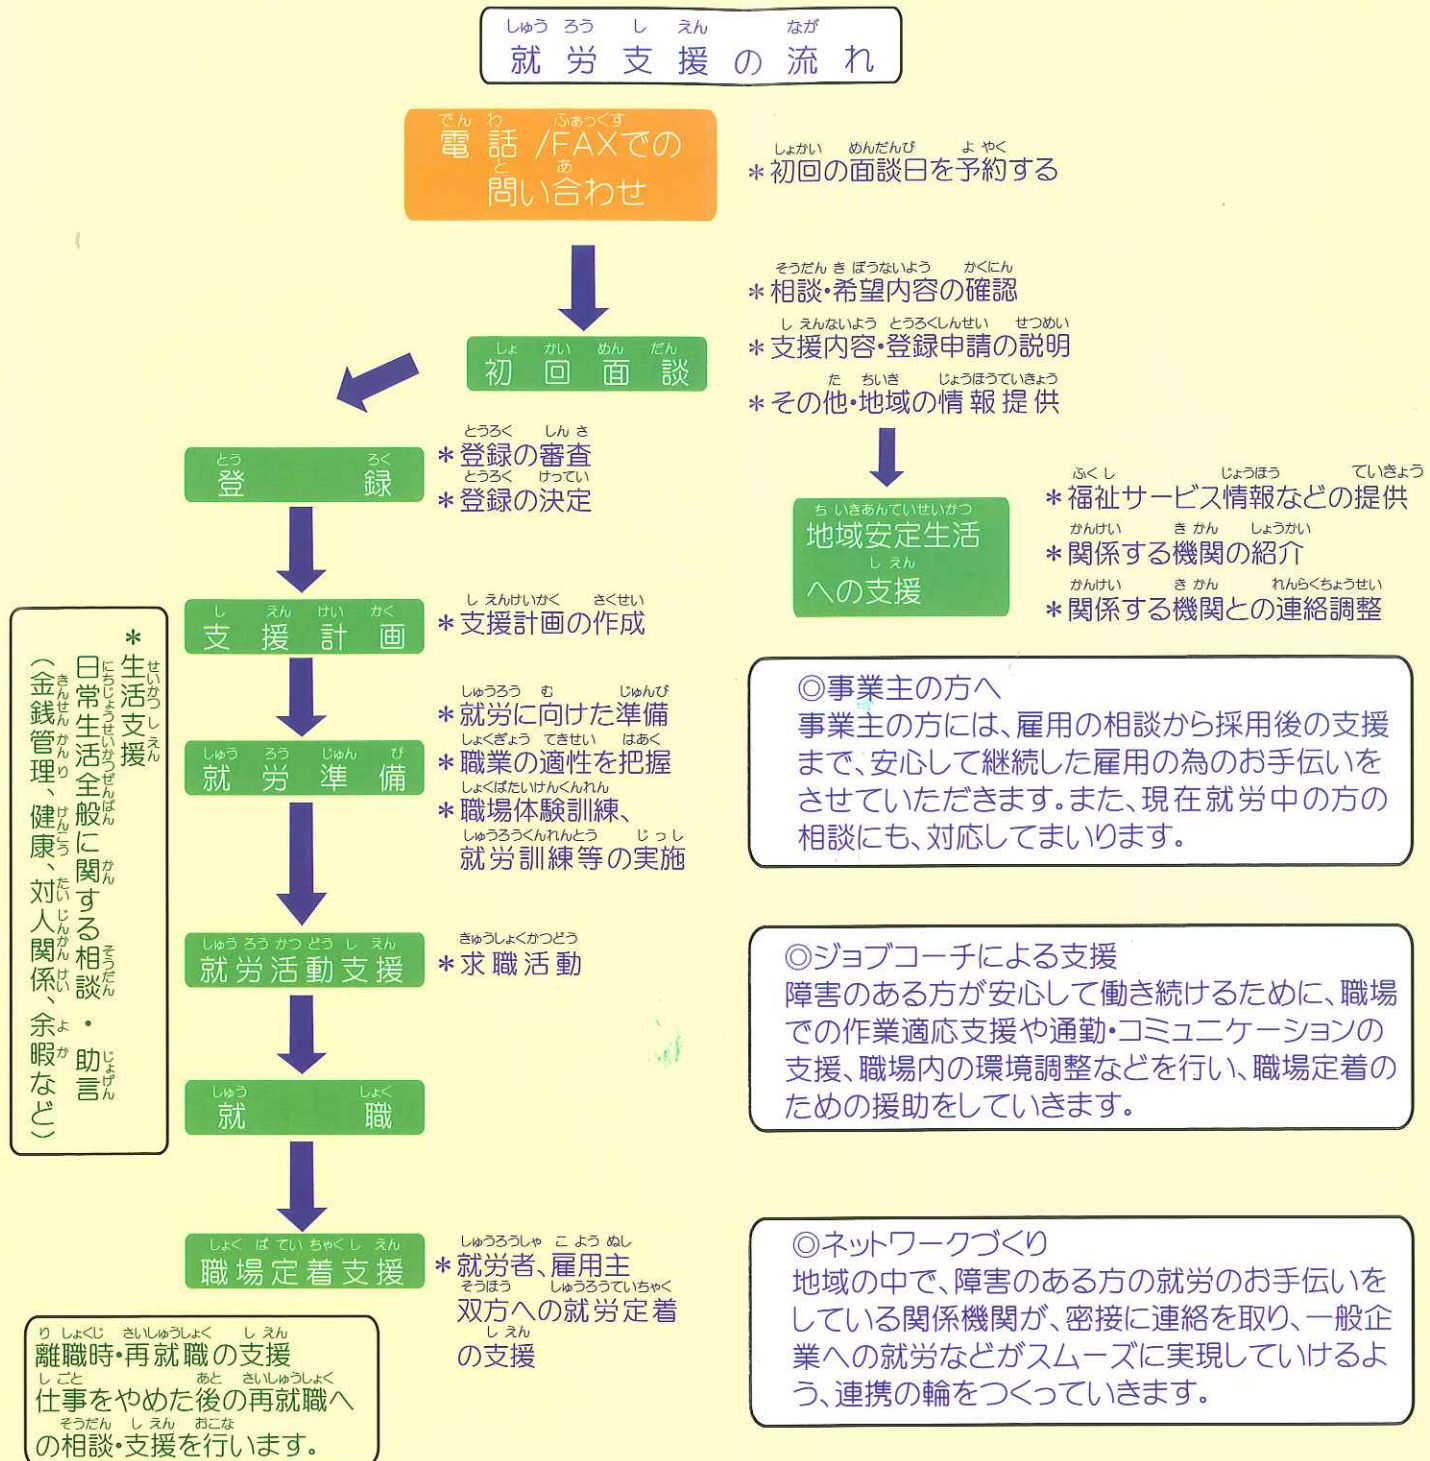 就労支援の流れ
電話/FAXでの
問い合わせ
＊初回の面談日を予約する
初回面談
＊相談・希望内容の確認
＊支援内容・登録申請の説明
＊その他・地域の情報提供
登録
＊登録の審査
＊登録の決定
地域安定生活
への支援
＊福祉サービス情報などの提供
＊関係する機関の紹介
＊関係する機関との連絡調整
支援計画
＊支援計画の作成
就労準備
＊就労に向けた準備
＊職業の適性を把握
＊職場体験訓練、
就労訓練等の実施
就労活動支援
＊求職活動
就職
職場定着支援
＊就労者、雇用主
双方への就労定着
の支援
＊生活支援
日常生活全般に関する相談・助言
（金銭管理、健康、対人関係、余暇など）
離職時・再就職の支援
仕事をやめた後の再就職へ
の相談・支援を行います。
◎事業主の方へ
事業主の方には、雇用の相談から採用後の支援
まで、安心して継続した雇用の為のお手伝いを
させていただきます。また、現在就労中の方の
相談にも、対応してまいります。
◎ジョブコーチによる支援
障害のある方が安心して働き続けるために、職場
での作業適応支援や通勤・コミュニケーションの
支援、職場内の環境調整などを行い、職場定着の
ための援助をしていきます。
◎ネットワークづくり
地域の中で、障害のある方の就労のお手伝いを
している関係機関が、密接に連絡を取り、一般企
業への就労などがスムーズに実現していけるよ
う、連携の輪をつくっていきます。